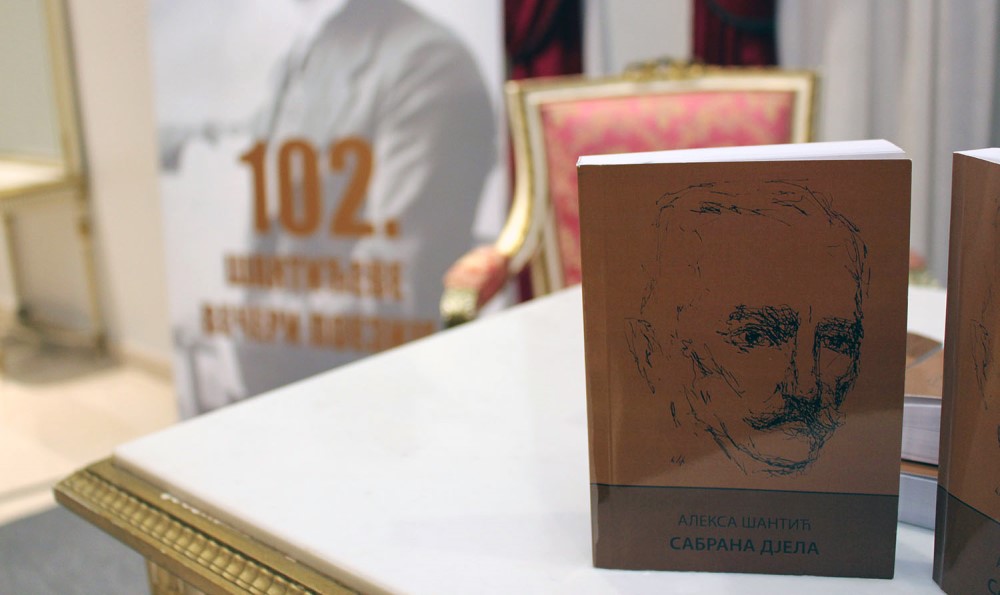 102.
ШАНТИЋЕВЕ
ВЕЧЕРИ ПОЕЗИЈЕ
АЛЕКСА ШАНТИЋ
САБРАНА ДЈЕЛА